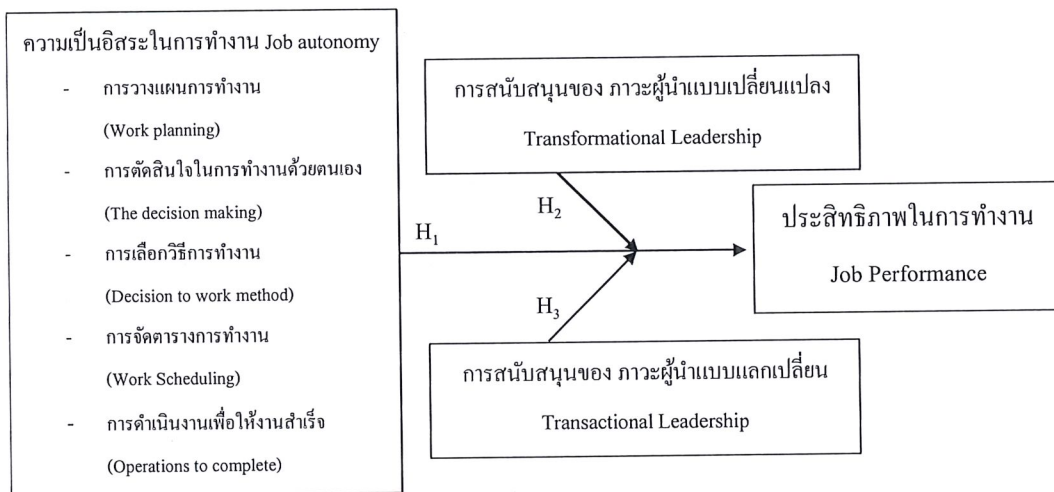 ความเป็นอิสระในการทำงาน Job autonomy
- การวางแผนการทำงาน
(Work planning)
- การตัดสินใจในการทำงานด้วยตนเอง
(The decision making)
- การเลือกวิธีการทำงาน
(Decision to work method)
- การจัดตารางการทำงาน
(Work Scheduling)
- การดำเนินงานเพื่อให้งานสำเร็จ
(Operations to complete)
การสนับสนุนของ ภาวะผู้นำแบบเปลี่ยนแปลง
Transformational Leadership
H2
H1
H3
การสนับสนุนของ ภาวะผู้นำแบบแลกเปลี่ยน
Transactional Leadership
ประสิทธิภาพในการทำงาน
Job Performance